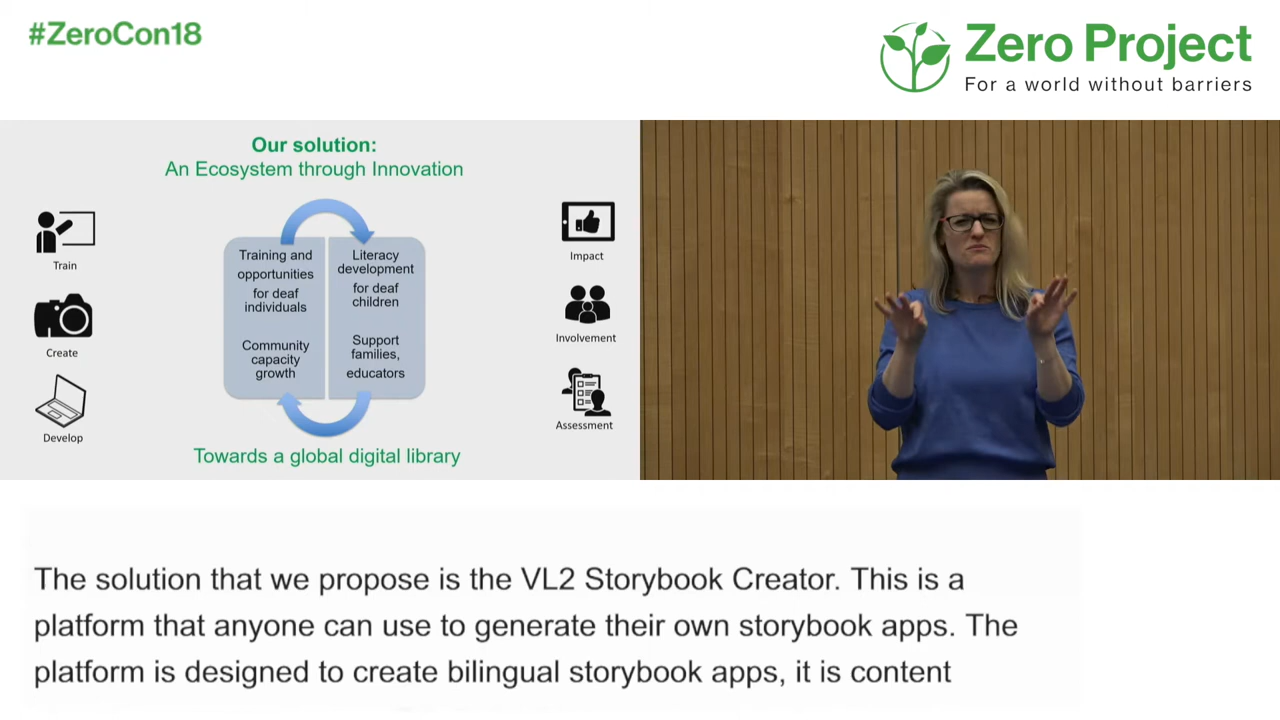 #ZeroCon18
Zero Project
For a world without barriers
Our solution:
An Ecosystem through Innovation
Train
Create
Develop
Training and
opportunities
for deaf
individuals
Community
capacity
growth
Literacy
development
for deaf
children
Support
families,
educators
Impact
Involvement
Assessment
Towards a global digital library
The solution that we propose is the VL2 Storybook Creator. This is a
platform that anyone can use to generate their own storybook apps. The
platform is designed to create bilingual storybook apps, it is content